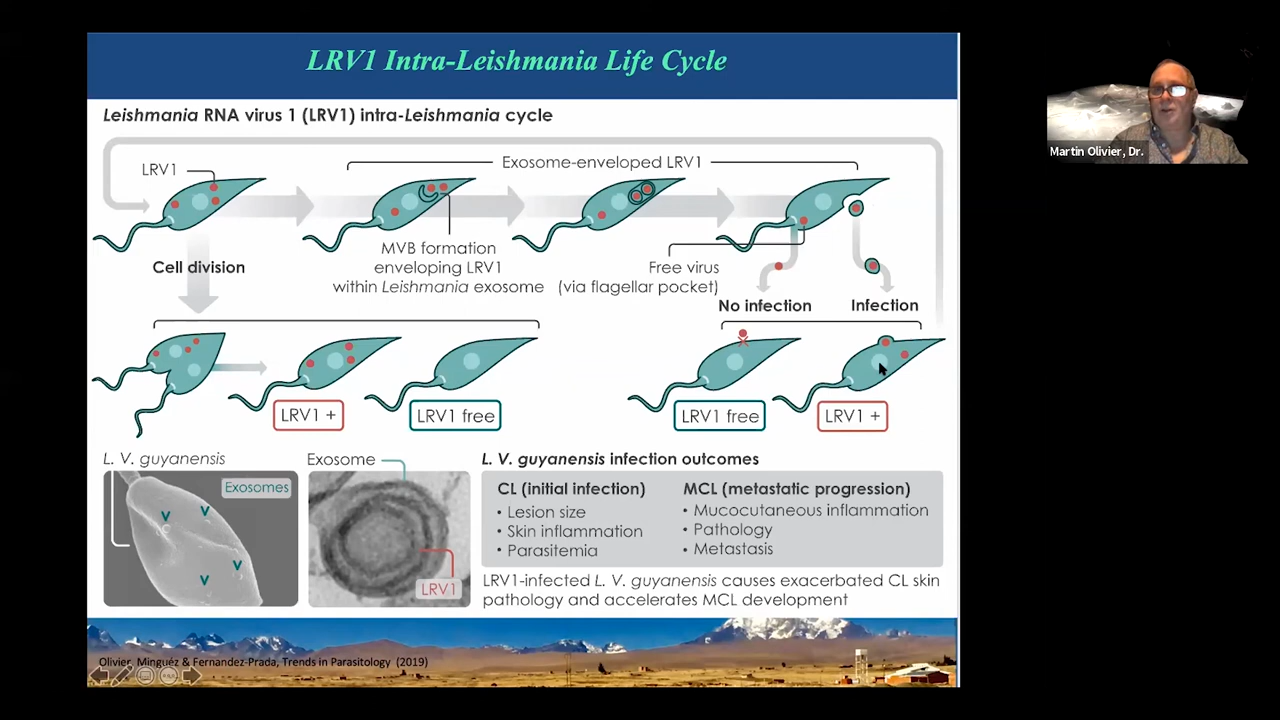 LRV1 Intra-Leishmania Life Cycle
Leishmania RNA virus 1 (LRV1) intra-Leishmania cycle
LRV1
Exosome-enveloped LRV1
MVB formation
enveloping LRV1
within Leishmania exosome
Free virus
(via flagellar pocket)
Cell division
No infection
Infection
LRV1 +
LRV1 free
LRV1 free
LRV1 +
L. V. guyanensis
Exosomes
Exosome
LRV1
L. V. guyanensis infection outcomes
CL (initial infection)
• Lesion size
• Skin inflammation
• Parasitemia
MCL (metastatic progression)
• Mucocutaneous inflammation
• Pathology
• Metastasis
LRV1-infected L. V. guyanensis causes exacerbated CL skin
pathology and accelerates MCL development
Olivier, Minguéz & Fernandez-Prada, Trends in Parasitology (2019)
Martin Olivier, Dr.